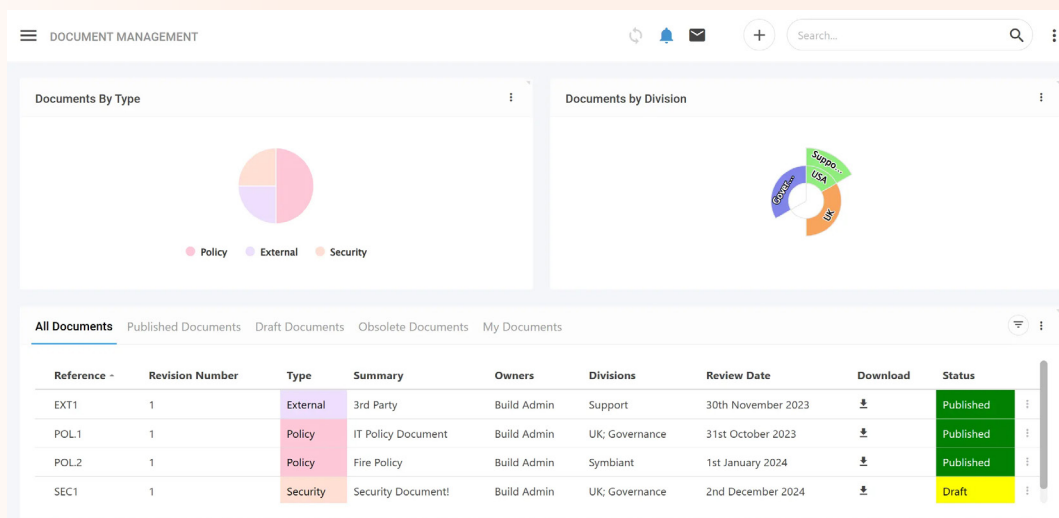 DOCUMENT MANAGEMENT
Search...
Documents By Type
Documents by Division
Policy External Security
Suppo...
USA
Gover...
UK
All Documents Published Documents Draft Documents Obsolete Documents My Documents
Reference Revision Number Type Summary Owners Divisions Review Date Download Status
EXT1 1 External 3rd Party Build Admin Support 30th November 2023 Published
POL.1 1 Policy IT Policy Document Build Admin UK; Governance 31st October 2023 Published
POL.2 1 Policy Fire Policy Build Admin Symbiant 1st January 2024 Published
SEC1 1 Security Security Document! Build Admin UK; Governance 2nd December 2024 Draft